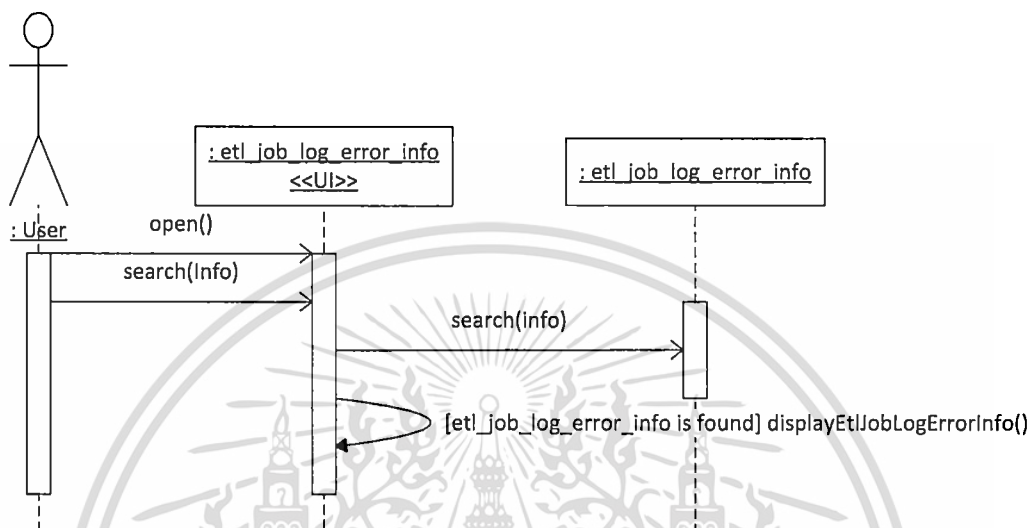 : etl_job_log_error_info
<<UI>>
: etl_job_log_error_info
: User
open()
search(Info)
search(info)
[etl_job_log_error_info is found] displayEtlJobLogErrorInfo()